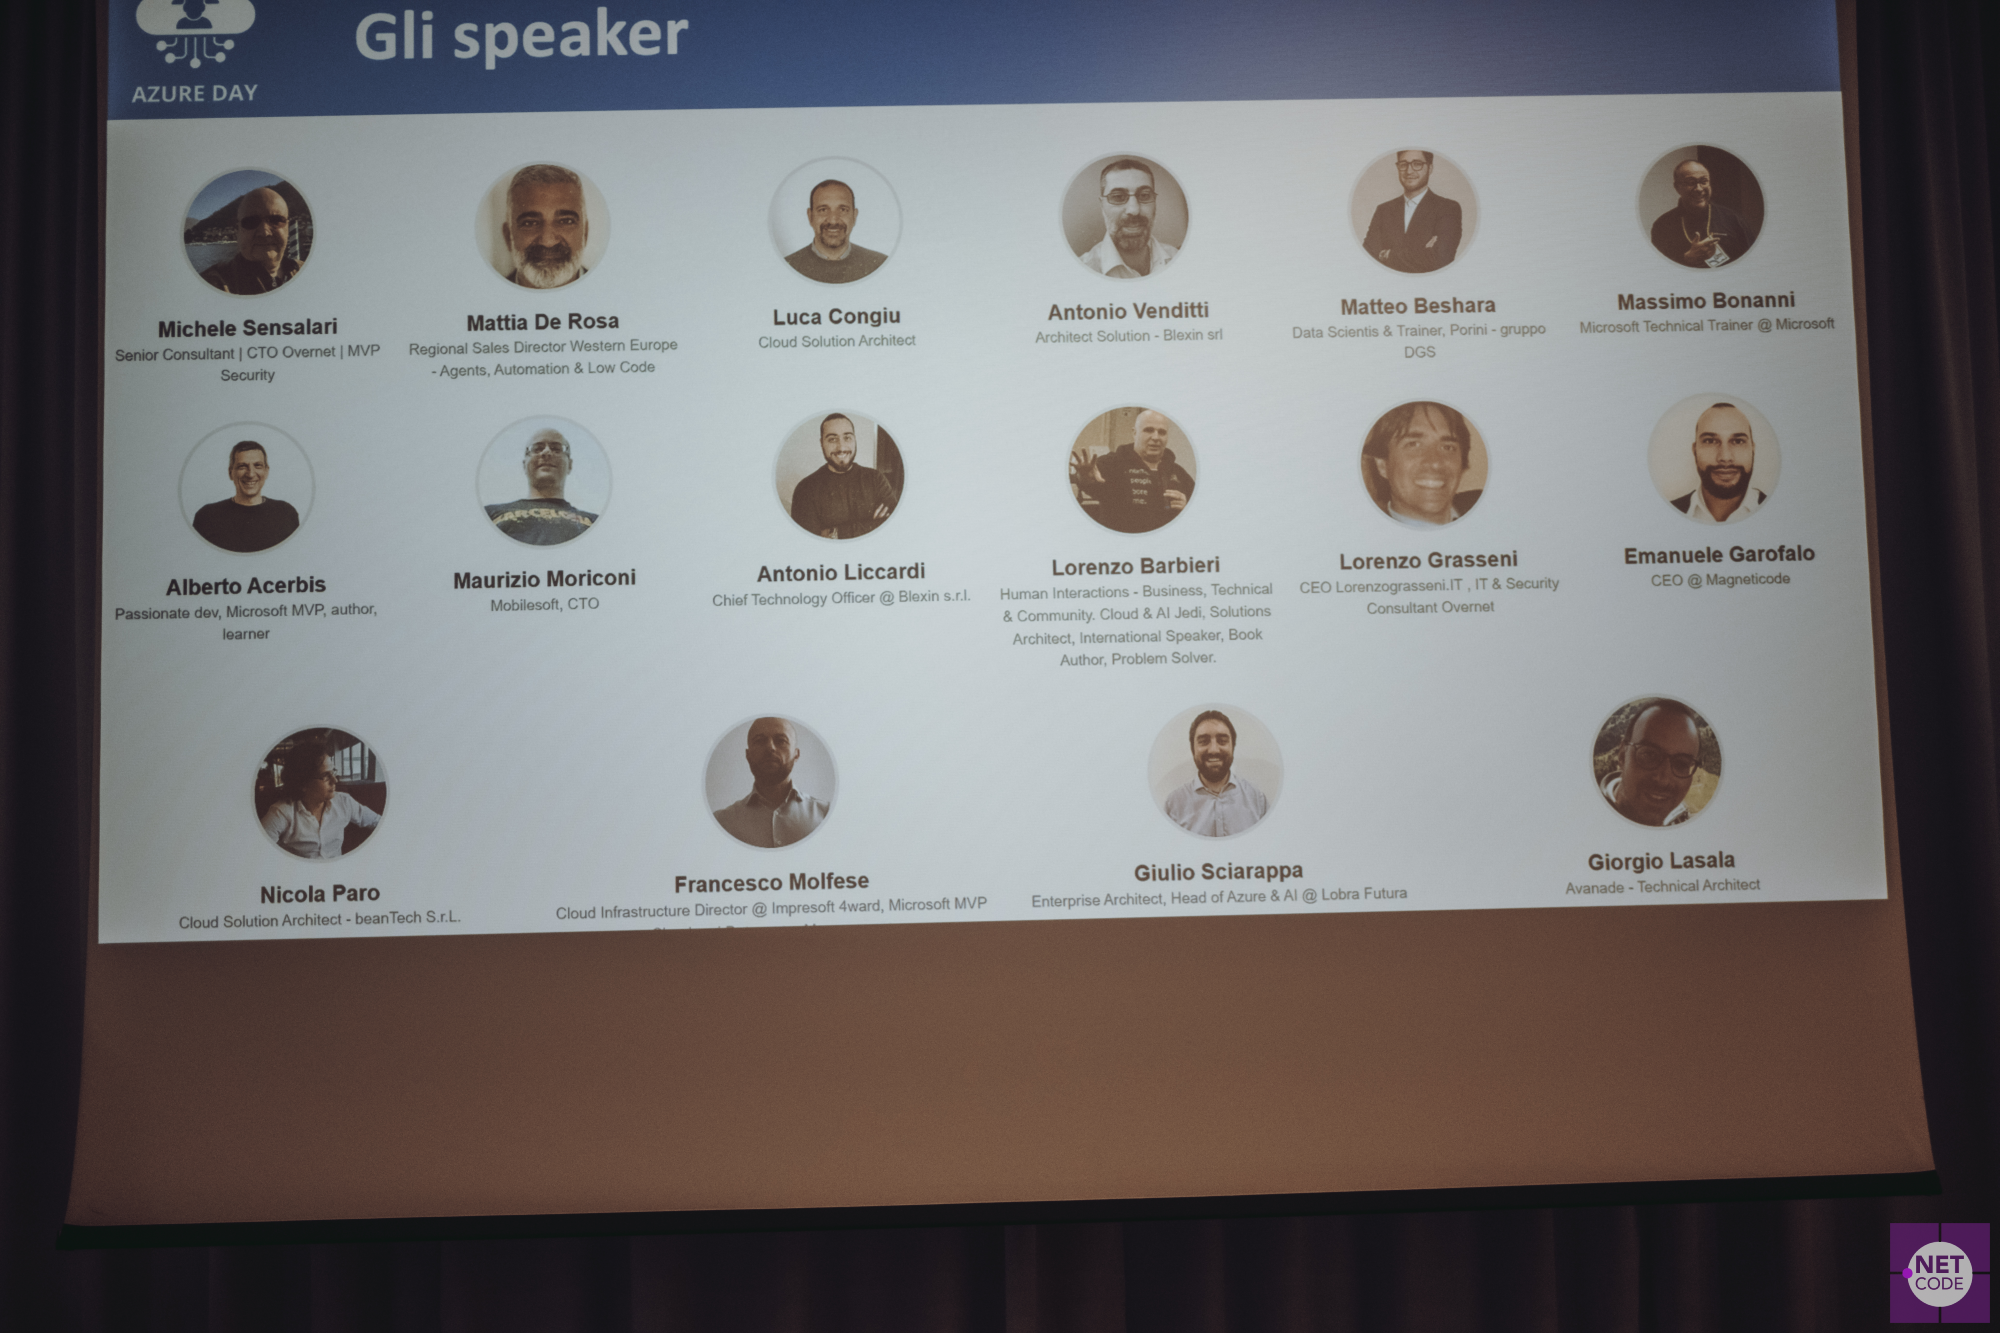 Gli speaker
AZURE DAY
Michele Sensalari
Senior Consultant | CTO Overnet | MVP
Security
Mattia De Rosa
Regional Sales Director Western Europe
- Agents, Automation & Low Code
Luca Congiu
Cloud Solution Architect
Antonio Venditti
Architect Solution - Blexin srl
Matteo Beshara
Data Scientis & Trainer, Porini - gruppo
DGS
Massimo Bonanni
Microsoft Technical Trainer @ Microsoft
Alberto Acerbis
Passionate dev, Microsoft MVP, author,
learner
Maurizio Moriconi
Mobilesoft, CTO
Antonio Liccardi
Chief Technology Officer @ Blexin s.r.l.
Lorenzo Barbieri
Human Interactions - Business, Technical
& Community. Cloud & AI Jedi, Solutions
Architect, International Speaker, Book
Author, Problem Solver.
Lorenzo Grasseni
CEO Lorenzograsseni.IT , IT & Security
Consultant Overnet
Emanuele Garofalo
CEO @ Magneticode
Nicola Paro
Cloud Solution Architect - beanTech S.r.L.
Francesco Molfese
Cloud Infrastructure Director @ Impresoft 4ward, Microsoft MVP
Giulio Sciarappa
Enterprise Architect, Head of Azure & AI @ Lobra Futura
Giorgio Lasala
Avanade - Technical Architect
.NET
CODE